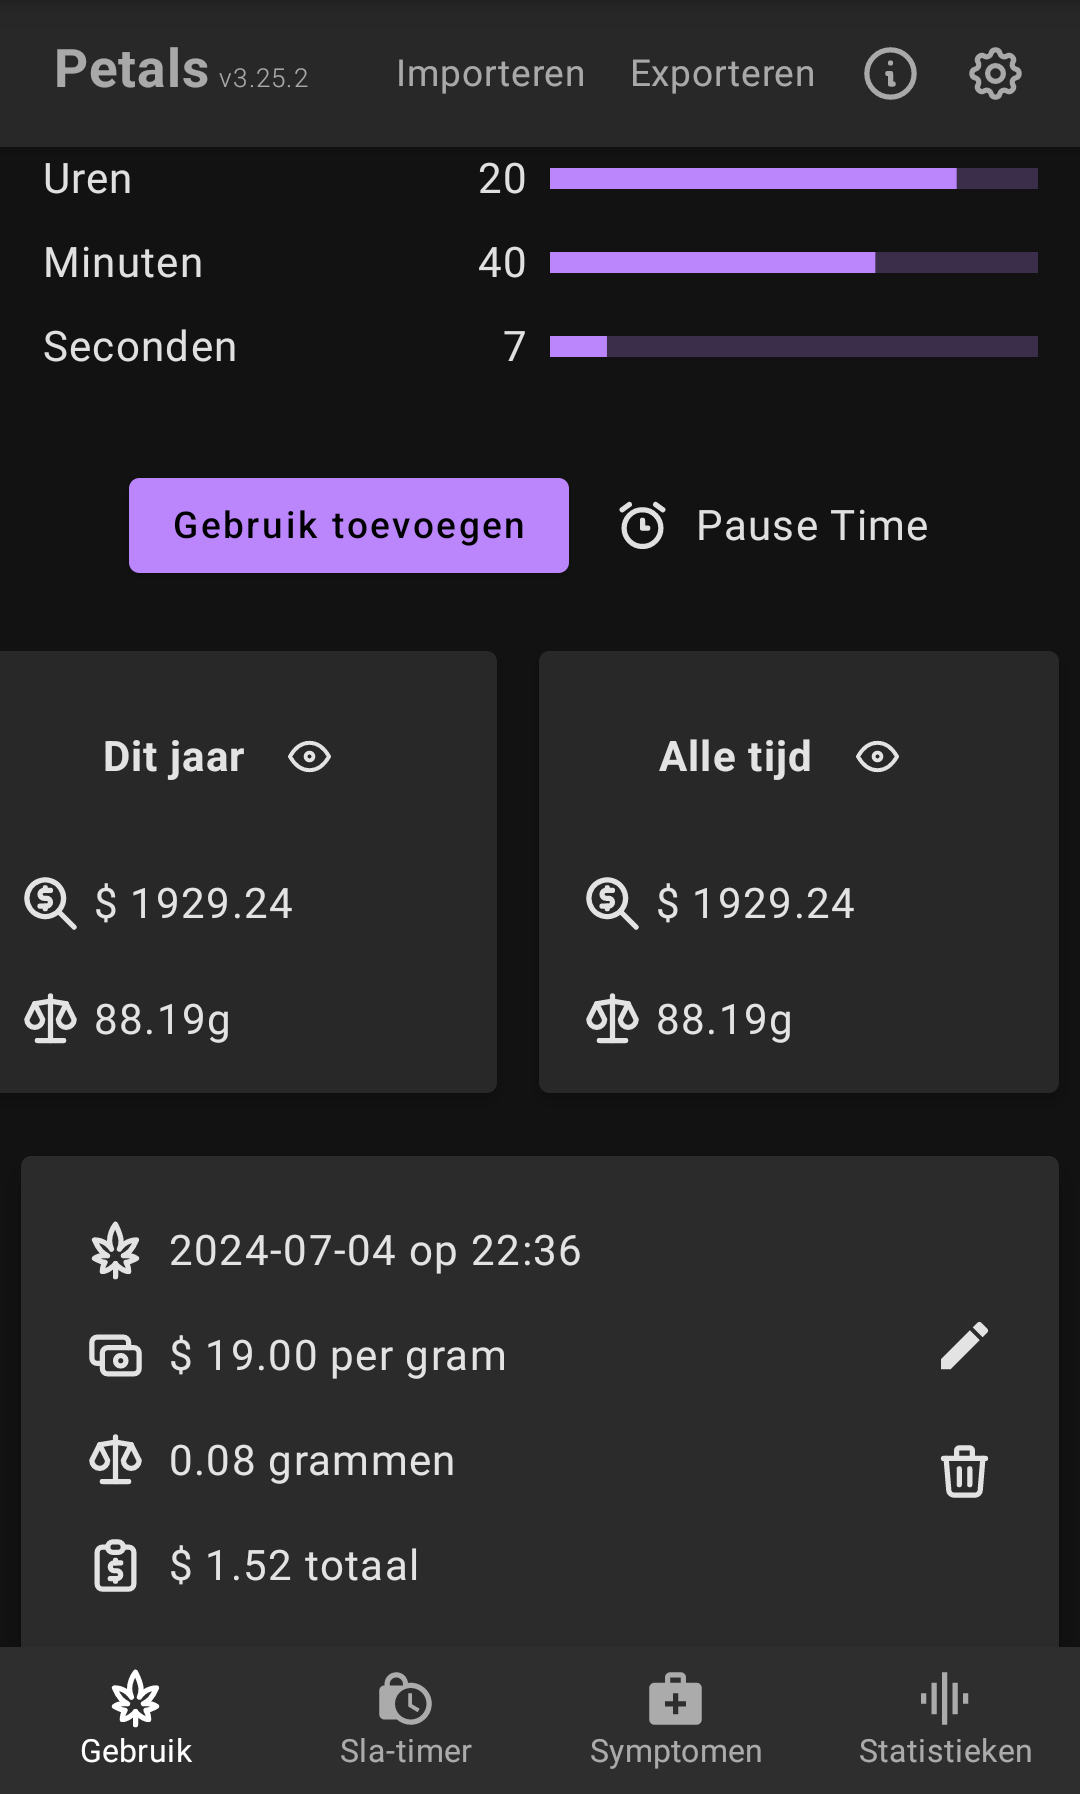 Petals v3.25.2 Importeren Exporteren
Uren 20
Minuten 40
Seconden 7
Gebruik toevoegen Pause Time
Dit jaar Alle tijd
$ 1929.24 $ 1929.24
88.19g 88.19g
2024-07-04 op 22:36
$ 19.00 per gram
0.08 grammen
$ 1.52 totaal
Gebruik Sla-timer Symptomen Statistieken